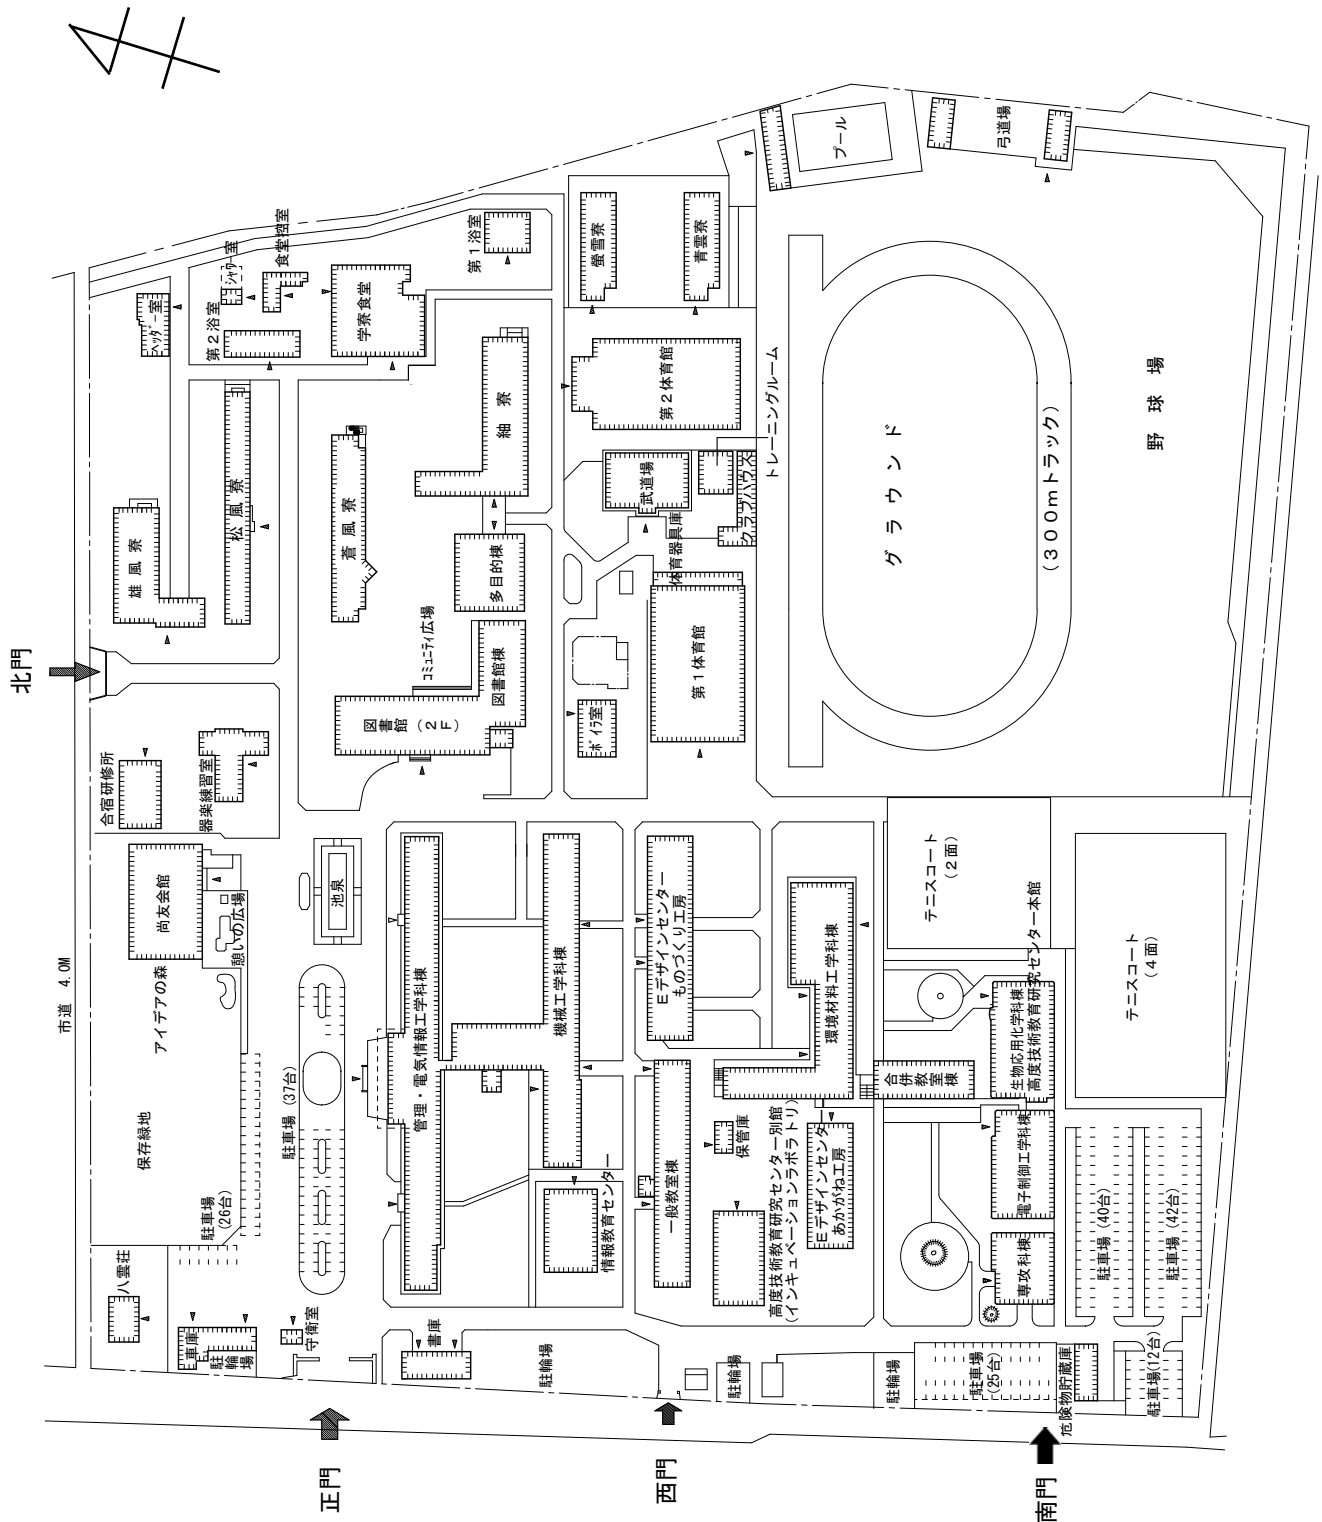 北門
市道 4.0M
ヘッダー室
第2浴室
シャワー室
食堂控室
学寮食堂
第1浴室
雄風寮
松風寮
蒼風寮
紬寮
多目的棟
コミュニティ広場
図書館棟
図書館(2F)
合宿研修所
器楽練習室
尚友会館
憩いの広場
アイデアの森
池泉
保存緑地
駐車場
(26台)
駐車場(37台)
八雲荘
車庫
駐輪場
守衛室
正門
螢雪寮
青雲寮
第2体育館
武道場
トレーニングルーム
クラブハウス
体育器具庫
第1体育館
ボイラ室
プール
弓道場
グラウンド
(300mトラック)
野球場
管理・電気情報工学科棟
機械工学科棟
Eデザインセンター
ものづくり工房
環境材料工学科棟
一般教室棟
情報教育センター
保管庫
高度技術教育研究センター別館
(インキュベーションラボラトリ)
Eデザインセンター
あかがね工房
合併教室棟
生物応用化学科棟
高度技術教育研究センター本館
電子制御工学科棟
専攻科棟
テニスコート
(2面)
テニスコート
(4面)
駐車場(40台)
駐車場(42台)
書庫
駐輪場
西門
駐輪場
駐輪場
駐車場
(25台)
危険物貯蔵庫
駐車場(12台)
南門